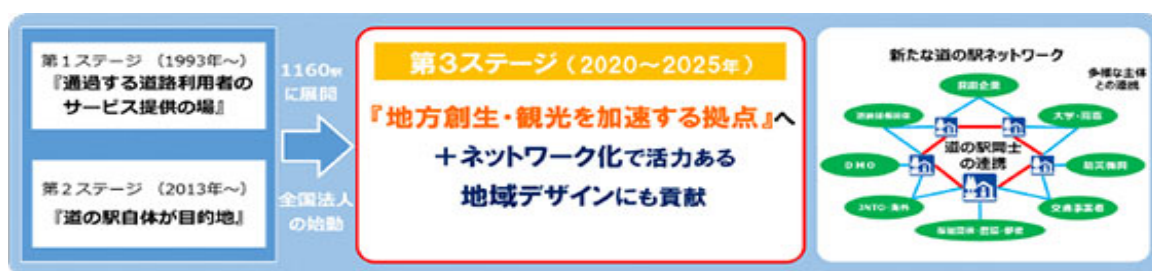 第1ステージ (1993年~)
『通過する道路利用者の
サービス提供の場』
第2ステージ (2013年~)
『道の駅自体が目的地』
1160駅
に展開
全国法人
の始動
第3ステージ(2020~2025年)
『地方創生・観光を加速する拠点』へ
+ネットワーク化で活力ある
地域デザインにも貢献
新たな道の駅ネットワーク
多様な主体
との連携
民間企業
大学・高専
DMO
道の駅同士
の連携
防災機関
JNTO・海外
交通事業者